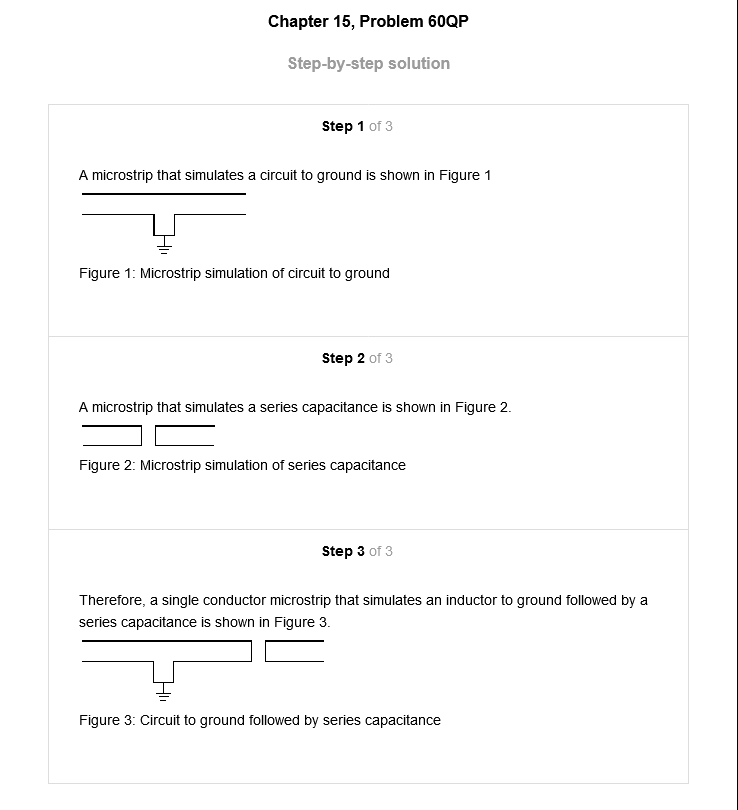 Chapter 15, Problem 60QP
Step-by-step solution
Step 1 of 3
A microstrip that simulates a circuit to ground is shown in Figure 1
Figure 1: Microstrip simulation of circuit to ground
Step 2 of 3
A microstrip that simulates a series capacitance is shown in Figure 2.
Figure 2: Microstrip simulation of series capacitance
Step 3 of 3
Therefore, a single conductor microstrip that simulates an inductor to ground followed by a
series capacitance is shown in Figure 3.
Figure 3: Circuit to ground followed by series capacitance